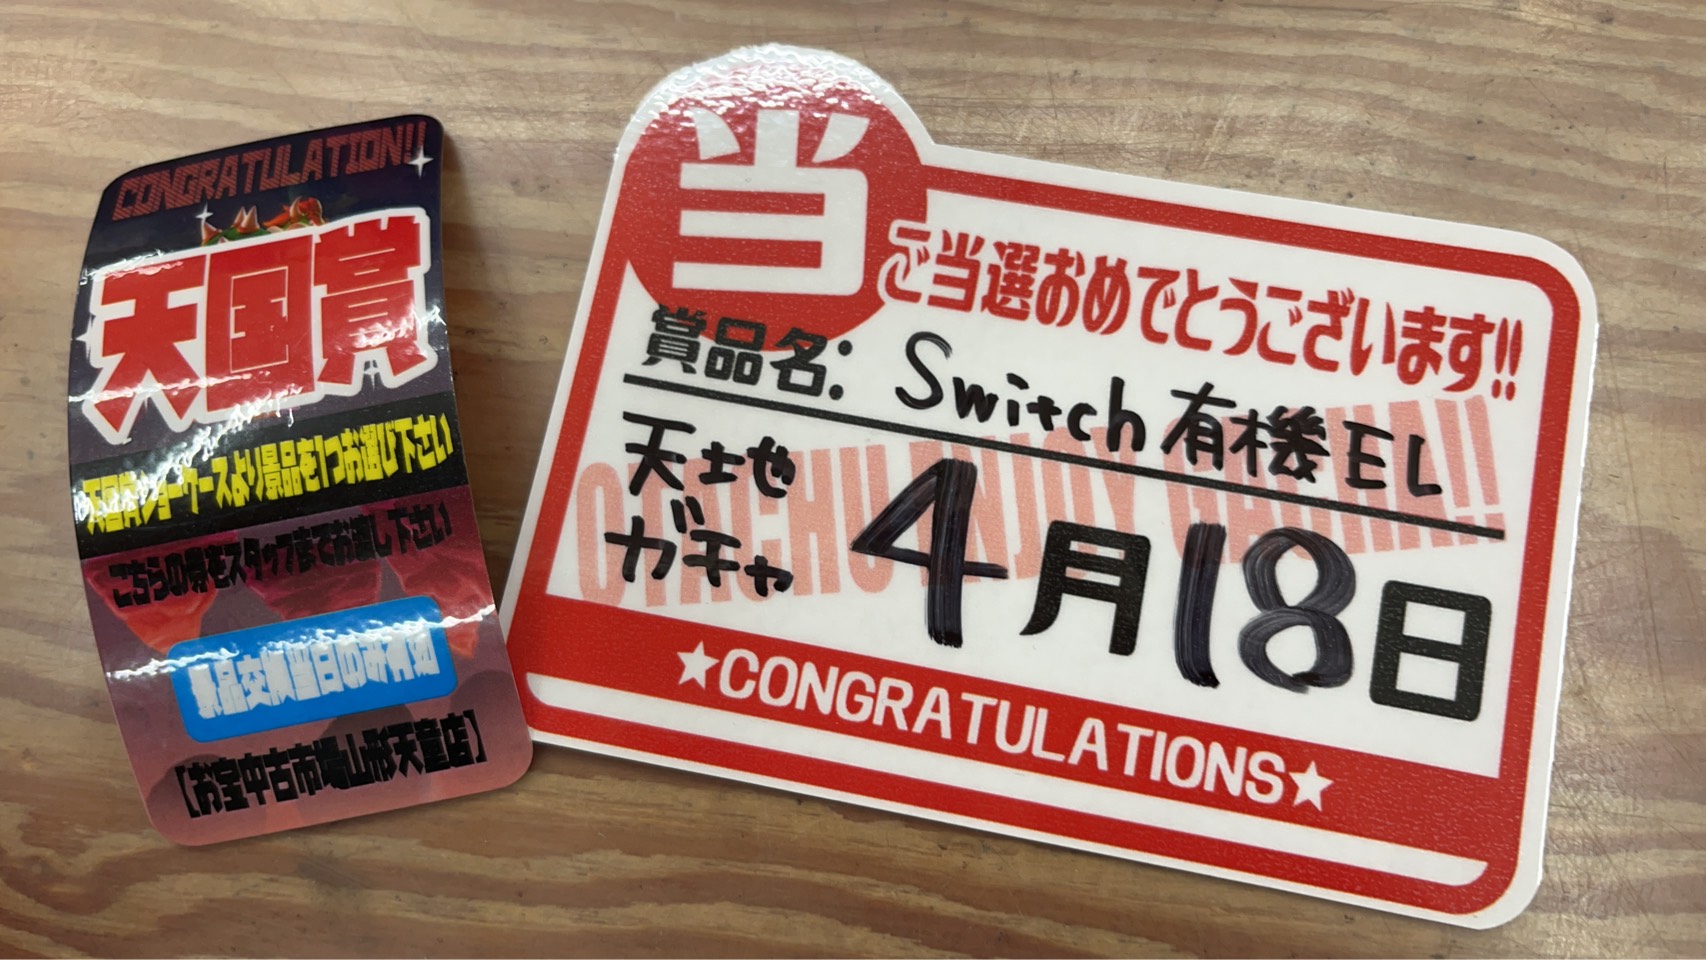 CONGRATULATION!!
天国賞
天国賞ショーケースより景品を1つお選び下さい
こちらの券をスタッフまでお渡し下さい
景品交換当日のみ有効
【お宝中古市場山形天童店】
当
ご当選おめでとうございます!!
賞品名: Switch有機EL
天土也
ガチャ
4月18日
★CONGRATULATIONS★